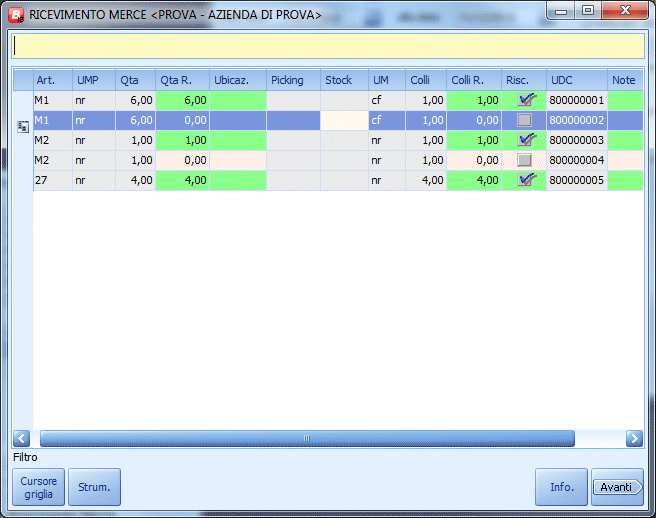 RICEVIMENTO MERCE <PROVA - AZIENDA DI PROVA>
Art. UMP Qta Qta R. Ubicaz. Picking Stock UM Colli Colli R. Risc. UDC Note
M1 nr 6,00 6,00 cf 1,00 1,00 800000001
M1 nr 6,00 0,00 cf 1,00 0,00 800000002
M2 nr 1,00 1,00 nr 1,00 1,00 800000003
M2 nr 1,00 0,00 nr 1,00 0,00 800000004
27 nr 4,00 4,00 nr 4,00 4,00 800000005
Filtro
Cursore griglia
Strum.
Info.
Avanti